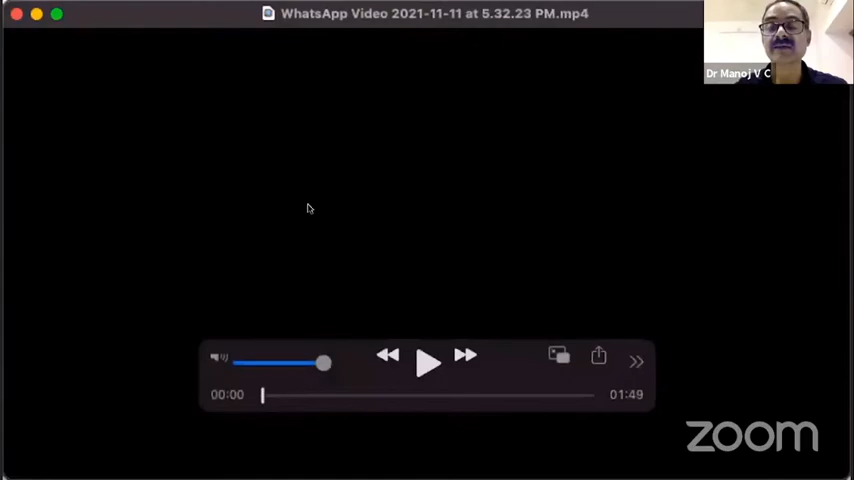 WhatsApp Video 2021-11-11 at 5.32.23 PM.mp4
Dr Manoj V C
00:00
01:49
zoom